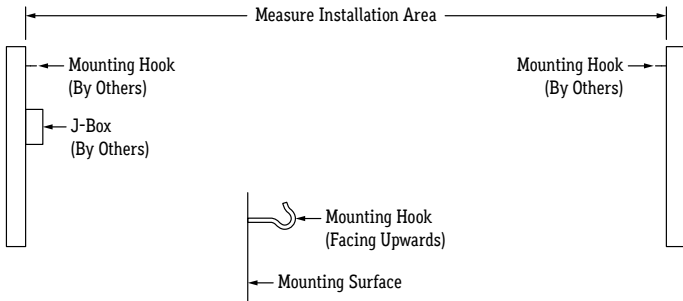 Measure Installation Area
Mounting Hook
(By Others)
Mounting Hook
(By Others)
J-Box
(By Others)
Mounting Hook
(Facing Upwards)
Mounting Surface